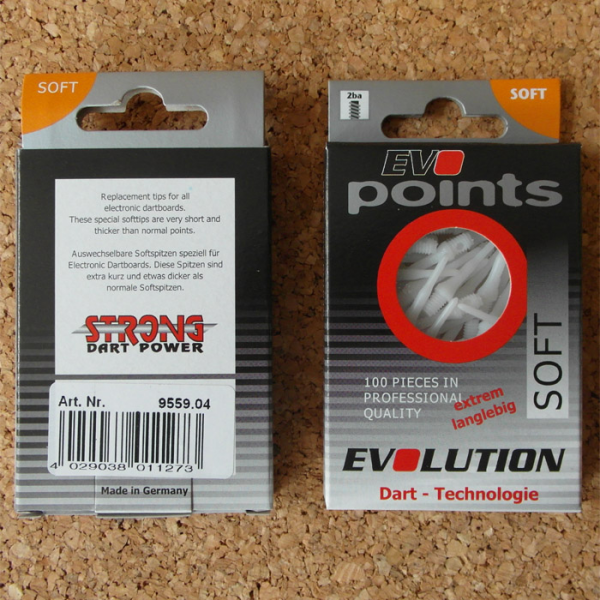 SOFT
Replacement tips for all
electronic dartboards.
These special softtips are very short and
thicker than normal points.
Auswechselbare Softspitzen speziell für
Electronic Dartboards. Diese Spitzen sind
extra kurz und etwas dicker als
normale Softspitzen.
STRONG
DART POWER
Art. Nr. 9559.04
4 029038 011273
Made in Germany
2ba
SOFT
EVO
points
SOFT
100 PIECES IN
PROFESSIONAL
QUALITY
extrem
langlebig
EVOLUTION
Dart - Technologie